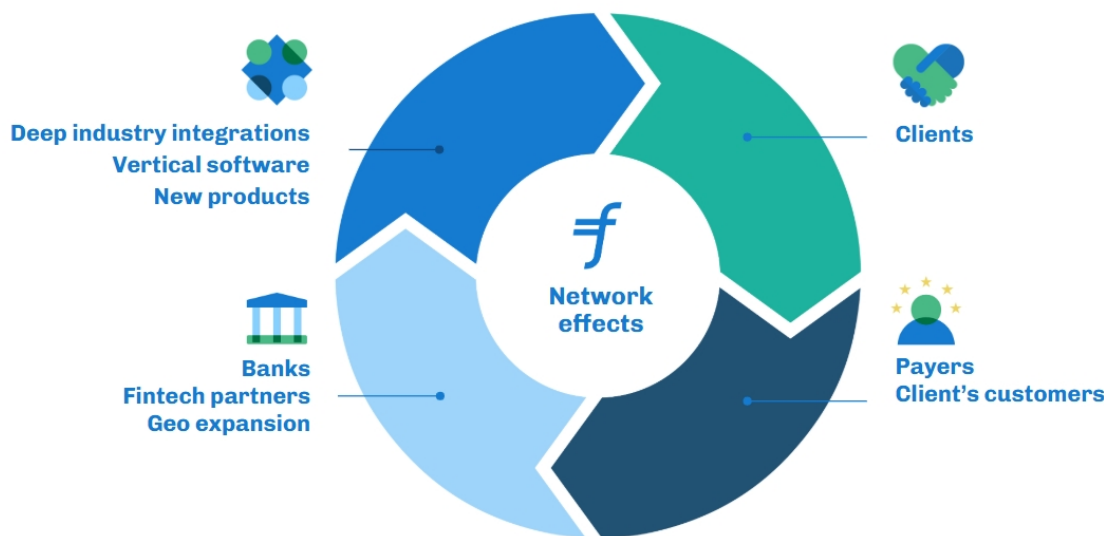 Deep industry integrations
Vertical software
New products
Clients
Network
effects
Banks
Fintech partners
Geo expansion
Payers
Client's customers